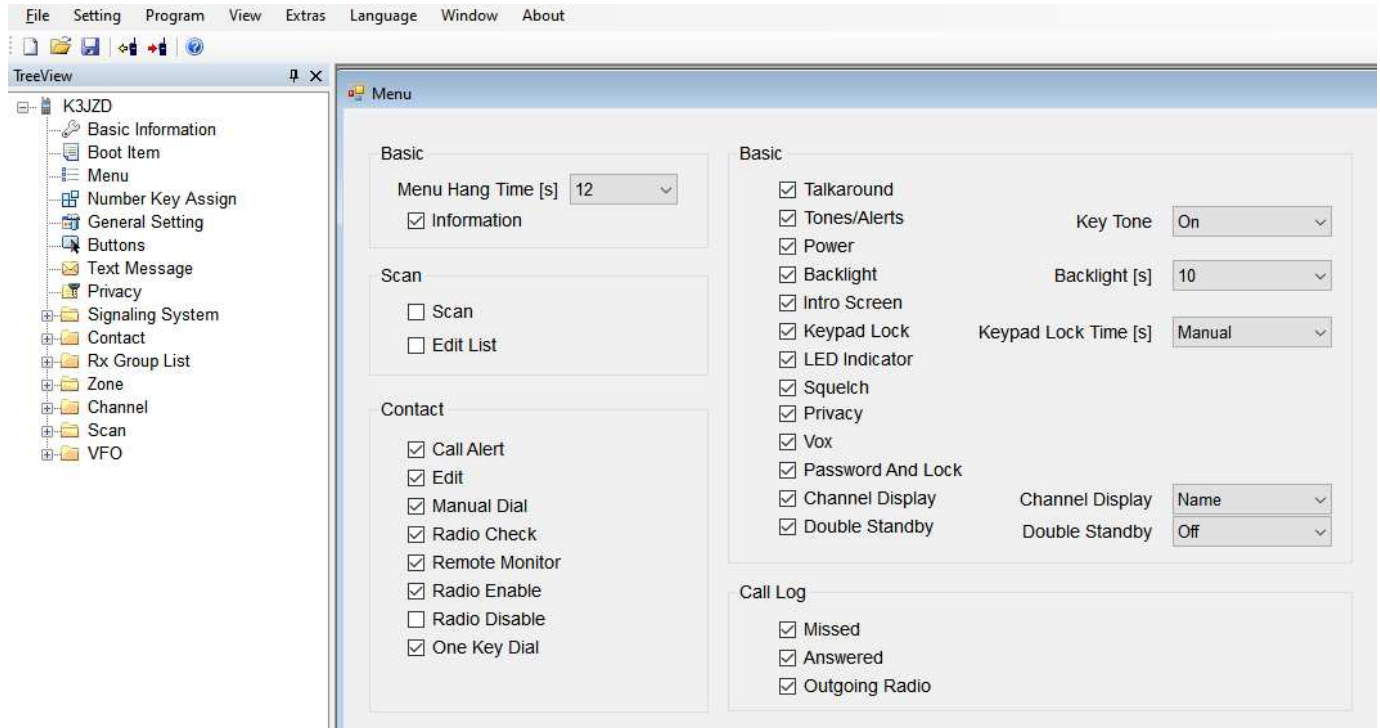 File Setting Program View Extras Language Window About
TreeView
K3JZD
Basic Information
Boot Item
Menu
Number Key Assign
General Setting
Buttons
Text Message
Privacy
Signaling System
Contact
Rx Group List
Zone
Channel
Scan
VFO
Menu
Basic
Menu Hang Time [s] 12
Information
Scan
Scan
Edit List
Contact
Call Alert
Edit
Manual Dial
Radio Check
Remote Monitor
Radio Enable
Radio Disable
One Key Dial
Basic
Talkaround
Tones/Alerts Key Tone On
Power
Backlight Backlight [s] 10
Intro Screen
Keypad Lock Keypad Lock Time [s] Manual
LED Indicator
Squelch
Privacy
Vox
Password And Lock
Channel Display Channel Display Name
Double Standby Double Standby Off
Call Log
Missed
Answered
Outgoing Radio